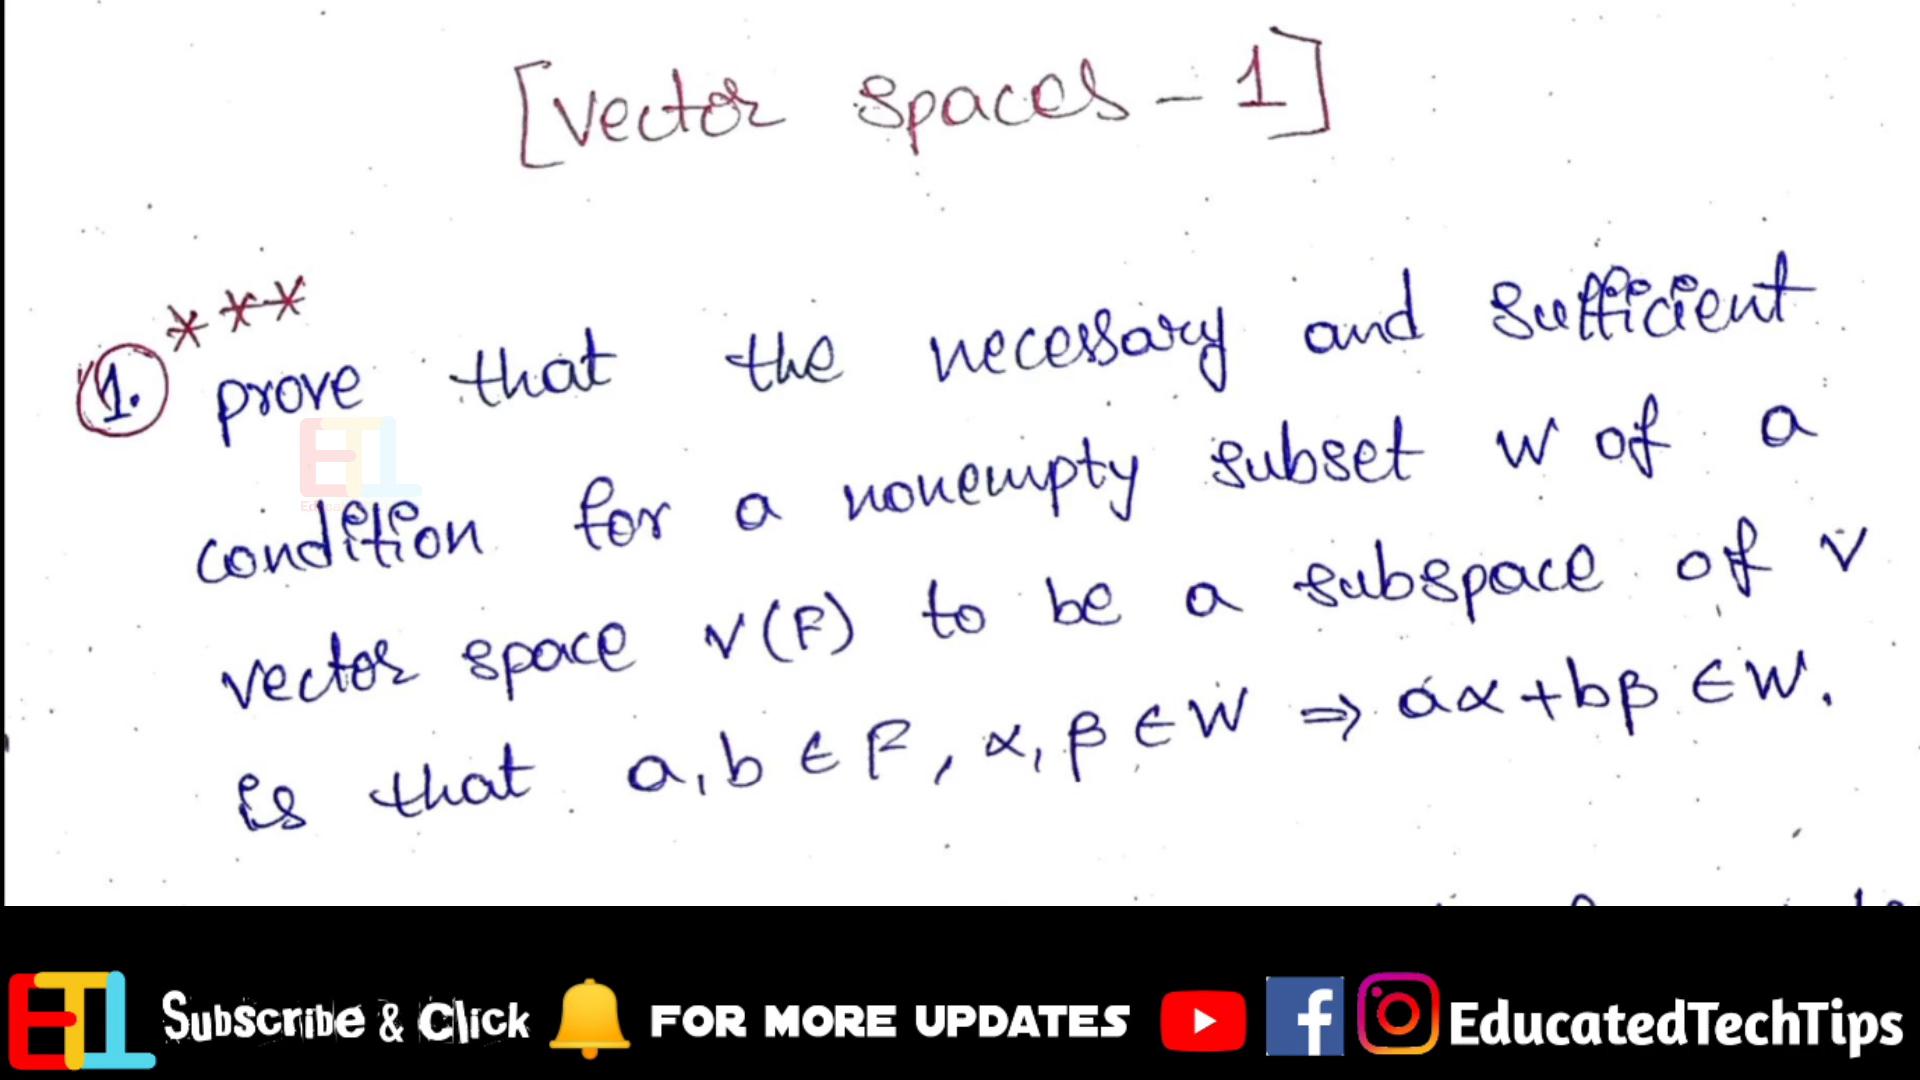 [Vector spaces - 1]
***
1. prove that the necessary and sufficient
condition for a nonempty subset W of a
vector space V(F) to be a subspace of V
is that a, b ∈ F, α, β ∈ W ⇒ aα + bβ ∈ W.
ETL
Subscribe & Click FOR MORE UPDATES EducatedTechTips